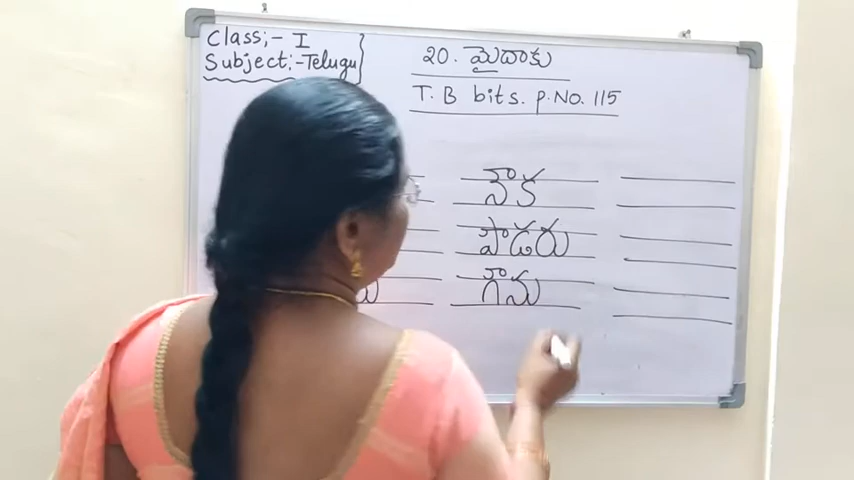 Class;- I
Subject:-Telugu
20. మైదాకు
T.B bits. P.No. 115
నౌక
పౌడరు
గౌను